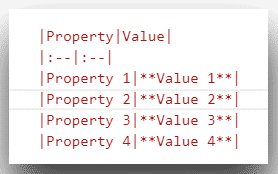 |Property|Value|
|:--|:--|
|Property 1|**Value 1**|
|Property 2|**Value 2**|
|Property 3|**Value 3**|
|Property 4|**Value 4**|